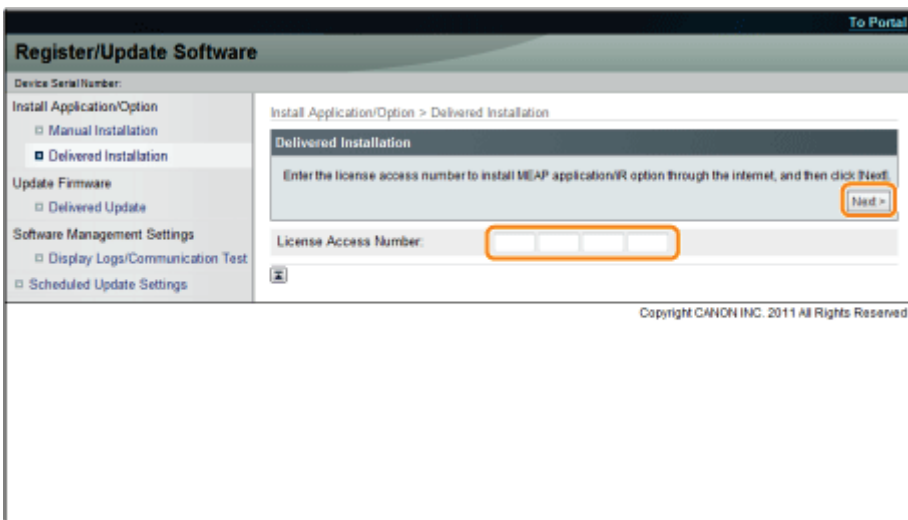 To Portal
Register/Update Software
Device Serial Number:
Install Application/Option
Manual Installation
Delivered Installation
Update Firmware
Delivered Update
Software Management Settings
Display Logs/Communication Test
Scheduled Update Settings
Install Application/Option > Delivered Installation
Delivered Installation
Enter the license access number to install MEAP application/iR option through the internet, and then click [Next].
Next >
License Access Number:
Copyright CANON INC. 2011 All Rights Reserved